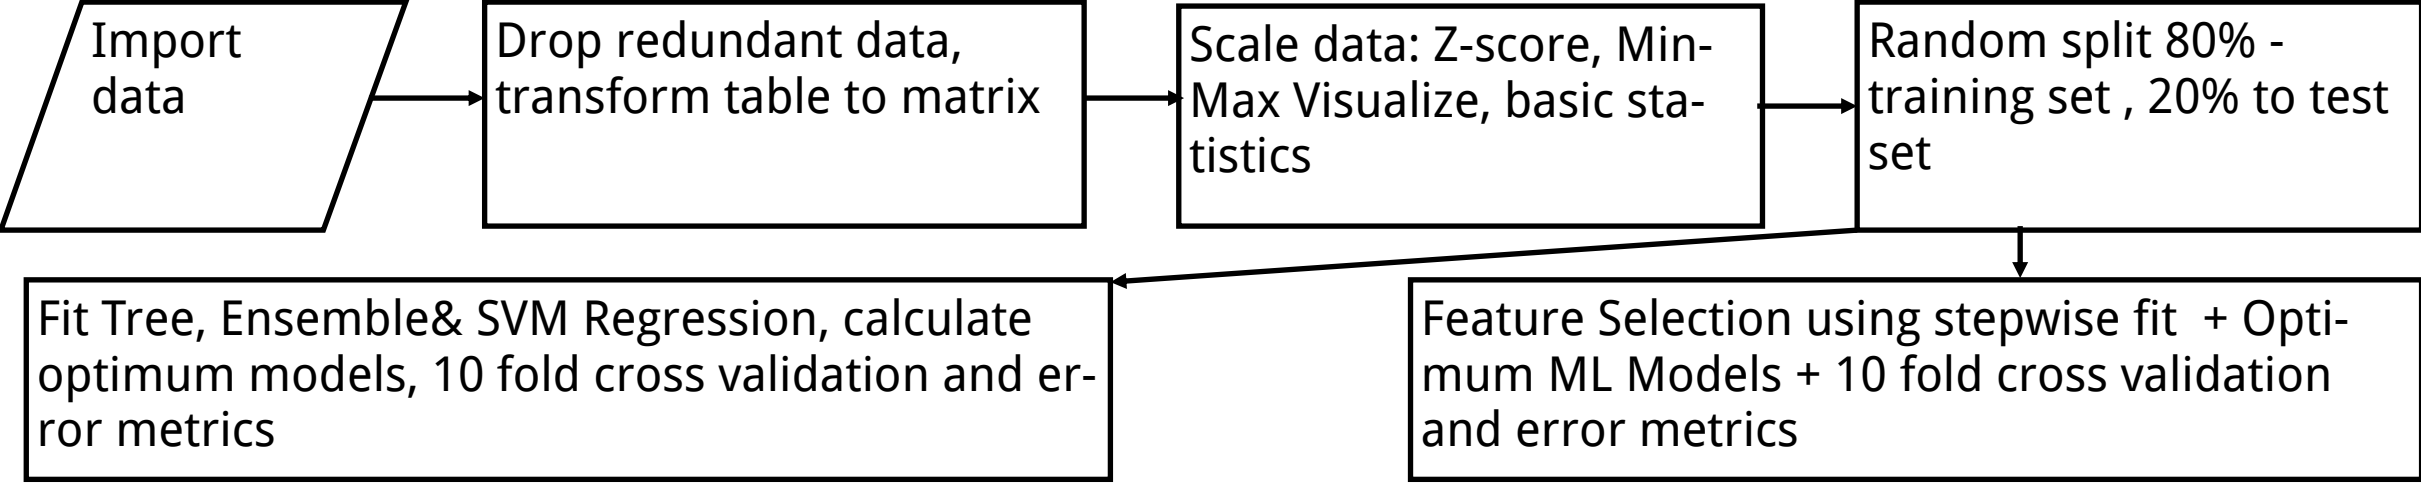 Import
data
Drop redundant data,
transform table to matrix
Scale data: Z-score, Min-
Max Visualize, basic sta-
tistics
Random split 80% -
training set , 20% to test
set
Fit Tree, Ensemble& SVM Regression, calculate
optimum models, 10 fold cross validation and er-
ror metrics
Feature Selection using stepwise fit  + Opti-
mum ML Models + 10 fold cross validation
and error metrics